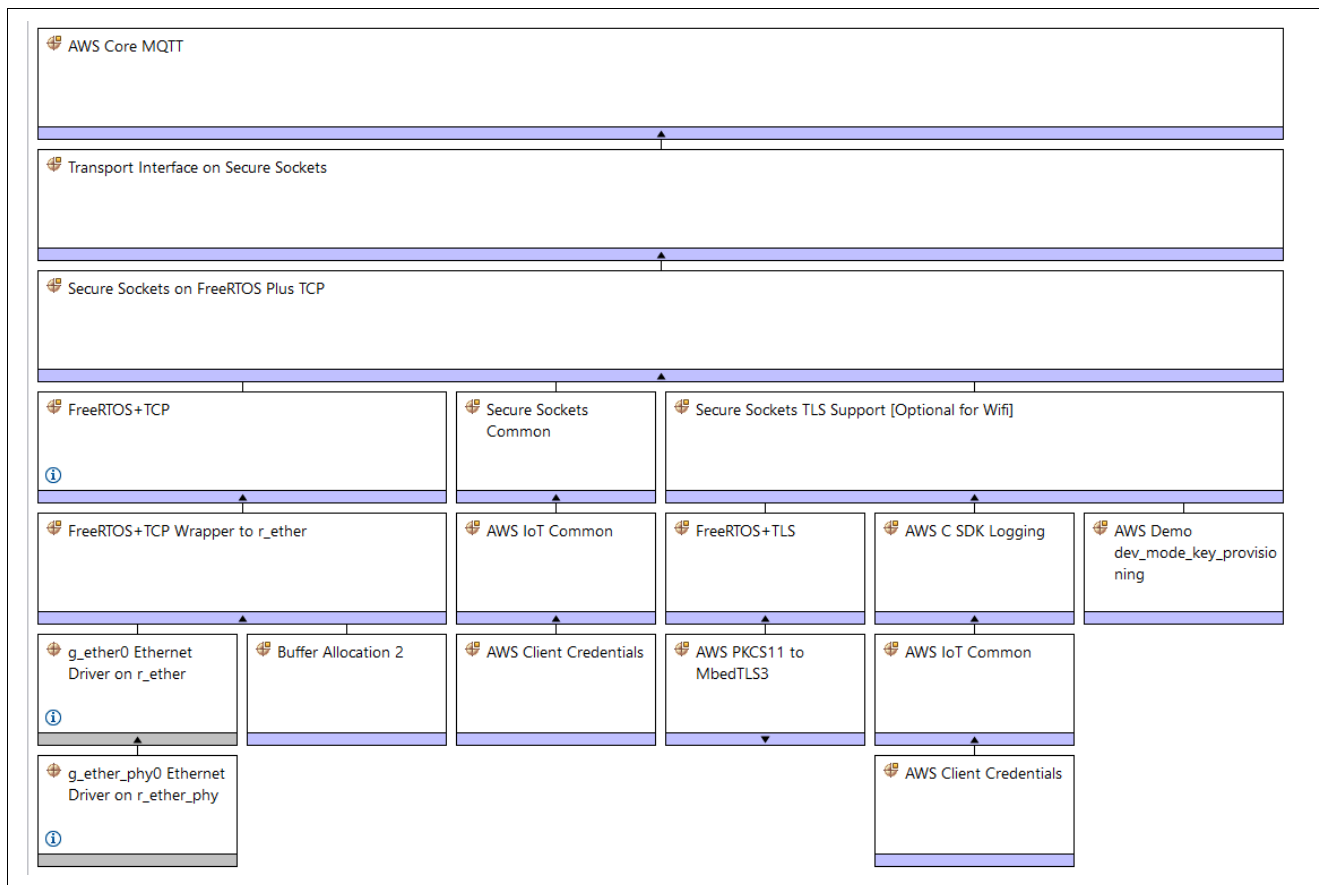 AWS Core MQTT
Transport Interface on Secure Sockets
Secure Sockets on FreeRTOS Plus TCP
FreeRTOS+TCP
Secure Sockets
Common
Secure Sockets TLS Support [Optional for Wifi]
FreeRTOS+TCP Wrapper to r_ether
AWS IoT Common
FreeRTOS+TLS
AWS C SDK Logging
AWS Demo
dev_mode_key_provisio
ning
g_ether0 Ethernet
Driver on r_ether
Buffer Allocation 2
AWS Client Credentials
AWS PKCS11 to
MbedTLS3
AWS IoT Common
g_ether_phy0 Ethernet
Driver on r_ether_phy
AWS Client Credentials